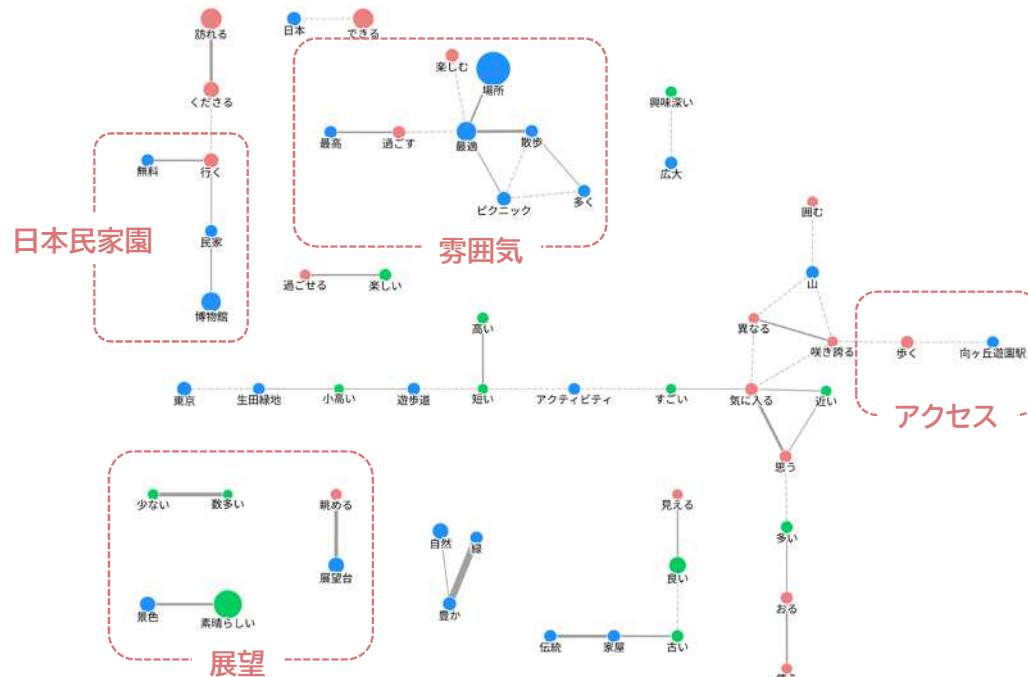 訪れる
日本
できる
楽しむ
場所
くださる
興味深い
最高
過ごす
最適
散歩
無料
行く
広大
ピクニック
多く
囲む
日本民家園
民家
雰囲気
過ごせる
楽しい
山
博物館
高い
異なる
咲き誇る
歩く
向ヶ丘遊園駅
東京
生田緑地
小高い
遊歩道
短い
アクティビティ
すごい
気に入る
近い
アクセス
思う
少ない
数多い
眺める
見える
自然
緑
多い
展望台
良い
景色
素晴らしい
豊か
おる
伝統
家屋
古い
展望